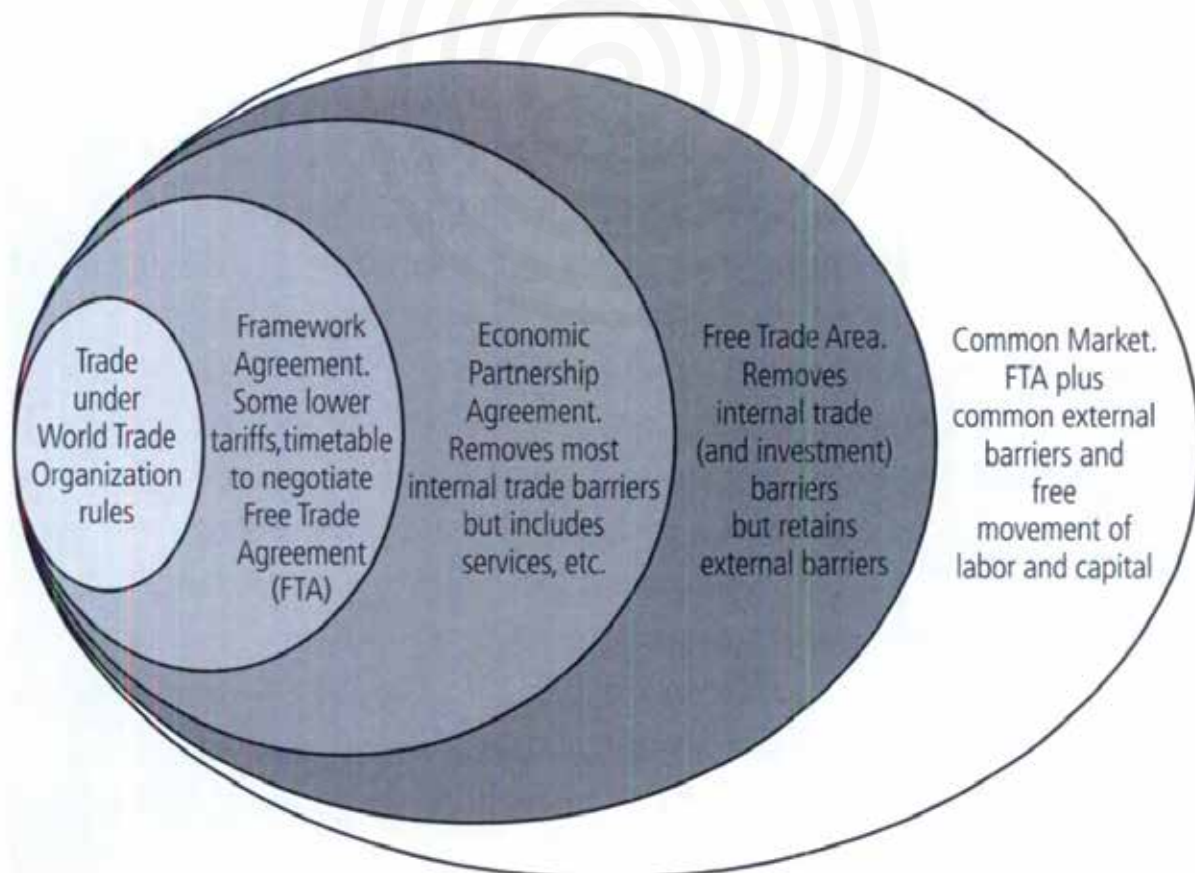 Trade
under
World Trade
Organization
rules
Framework
Agreement.
Some lower
tariffs, timetable
to negotiate
Free Trade
Agreement
(FTA)
Economic
Partnership
Agreement.
Removes most
internal trade barriers
but includes
services, etc.
Free Trade Area.
Removes
internal trade
(and investment)
barriers
but retains
external barriers
Common Market.
FTA plus
common external
barriers and
free
movement of
labor and capital